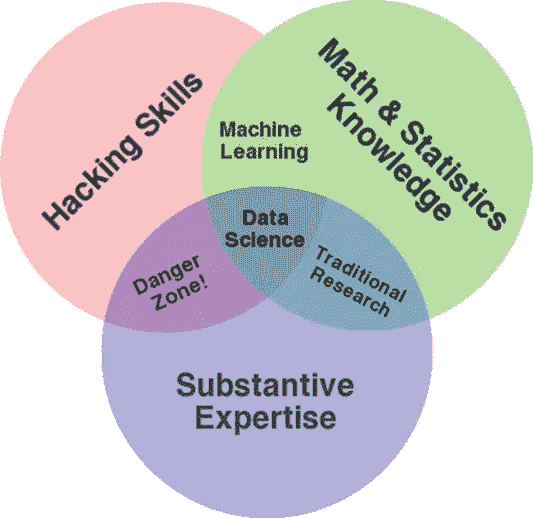 Hacking Skills
Math & Statistics
Knowledge
Machine
Learning
Data
Science
Danger
Zone!
Traditional
Research
Substantive
Expertise